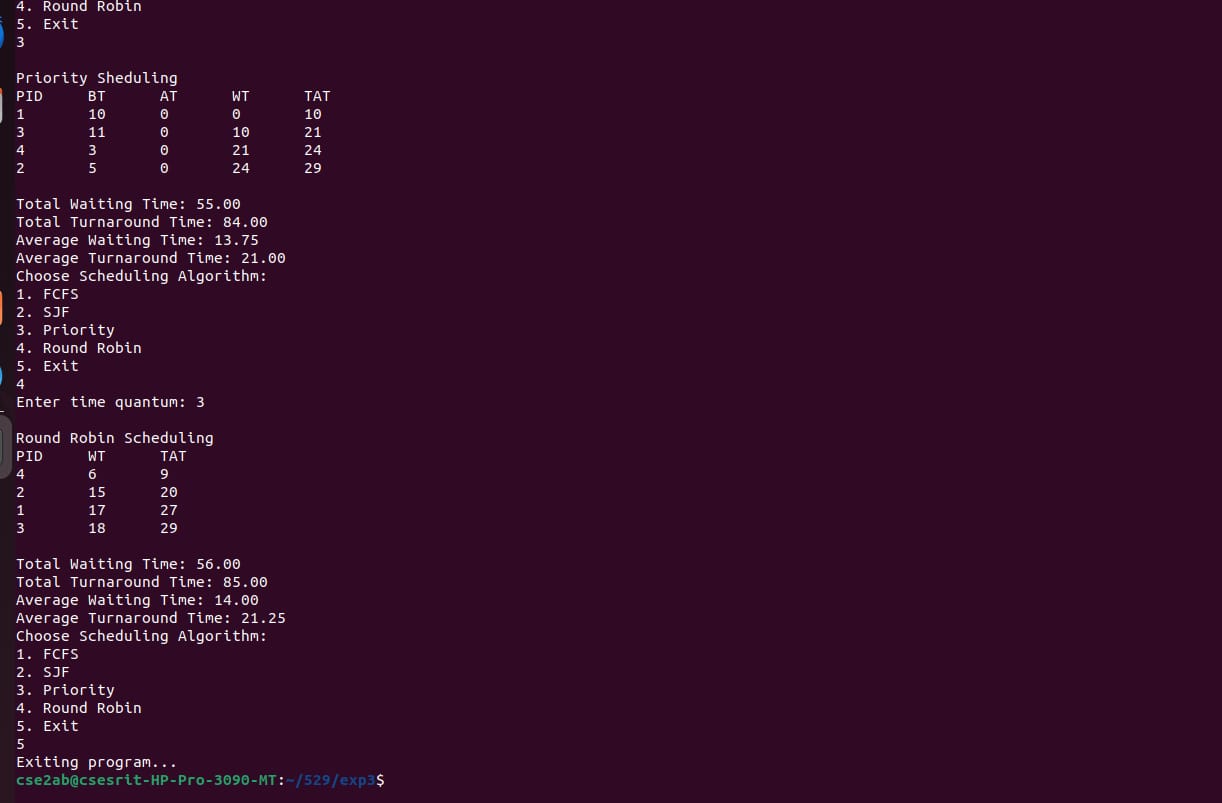 4. Round Robin
5. Exit
3
Priority Sheduling
PID BT AT WT TAT
1 10 0 0 10
3 11 0 10 21
4 3 0 21 24
2 5 0 24 29
Total Waiting Time: 55.00
Total Turnaround Time: 84.00
Average Waiting Time: 13.75
Average Turnaround Time: 21.00
Choose Scheduling Algorithm:
1. FCFS
2. SJF
3. Priority
4. Round Robin
5. Exit
4
Enter time quantum: 3
Round Robin Scheduling
PID WT TAT
4 6 9
2 15 20
1 17 27
3 18 29
Total Waiting Time: 56.00
Total Turnaround Time: 85.00
Average Waiting Time: 14.00
Average Turnaround Time: 21.25
Choose Scheduling Algorithm:
1. FCFS
2. SJF
3. Priority
4. Round Robin
5. Exit
5
Exiting program...
cse2ab@csesrit-HP-Pro-3090-MT:~/529/exp3$